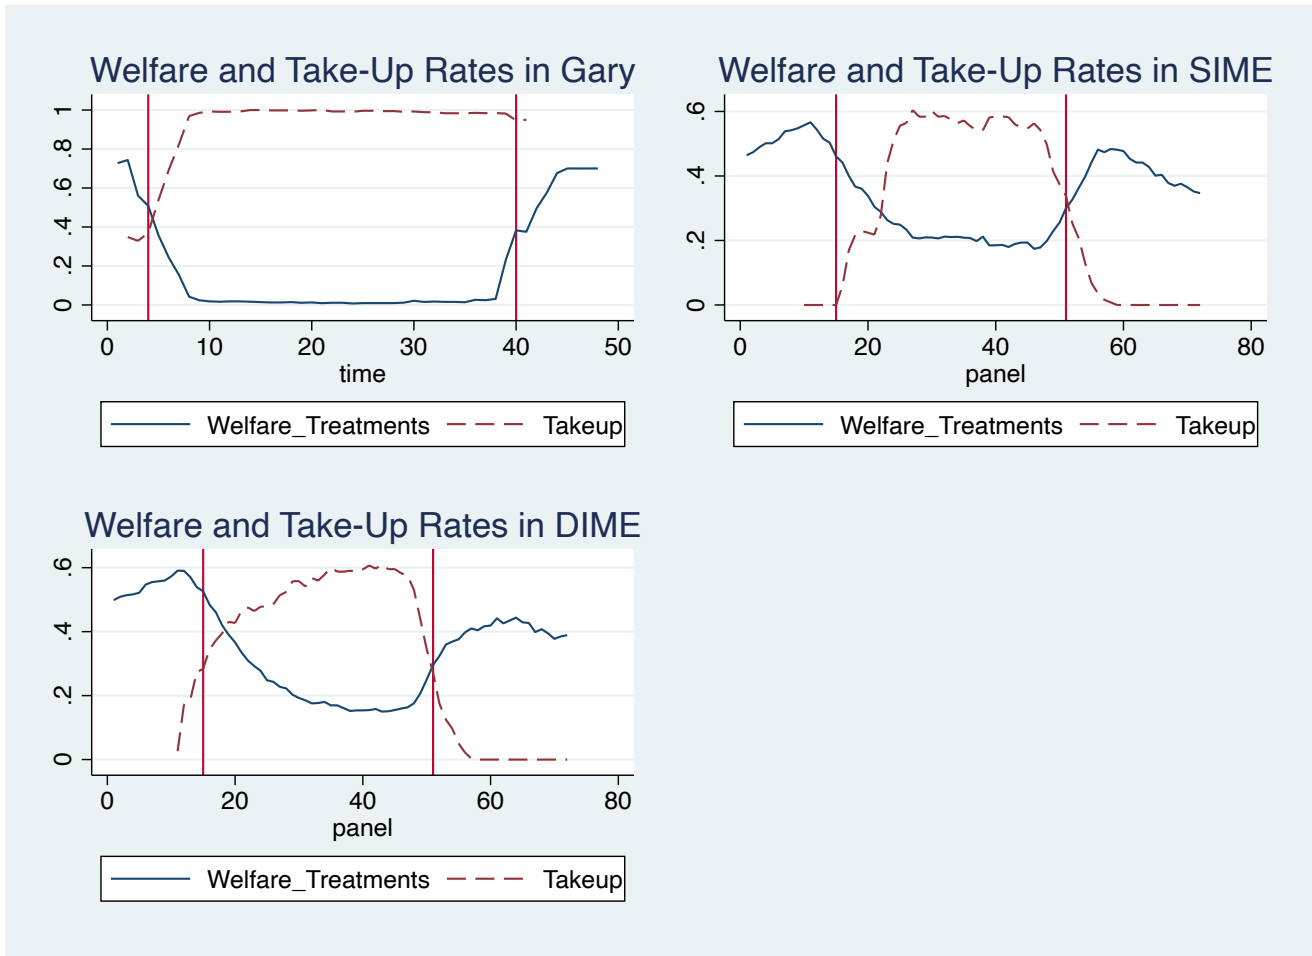 Welfare and Take-Up Rates in Gary
1
.8
.6
.4
.2
0
0 10 20 30 40 50
time
Welfare_Treatments Takeup
Welfare and Take-Up Rates in SIME
.6
.4
.2
0
0 20 40 60 80
panel
Welfare_Treatments Takeup
Welfare and Take-Up Rates in DIME
.6
.4
.2
0
0 20 40 60 80
panel
Welfare_Treatments Takeup